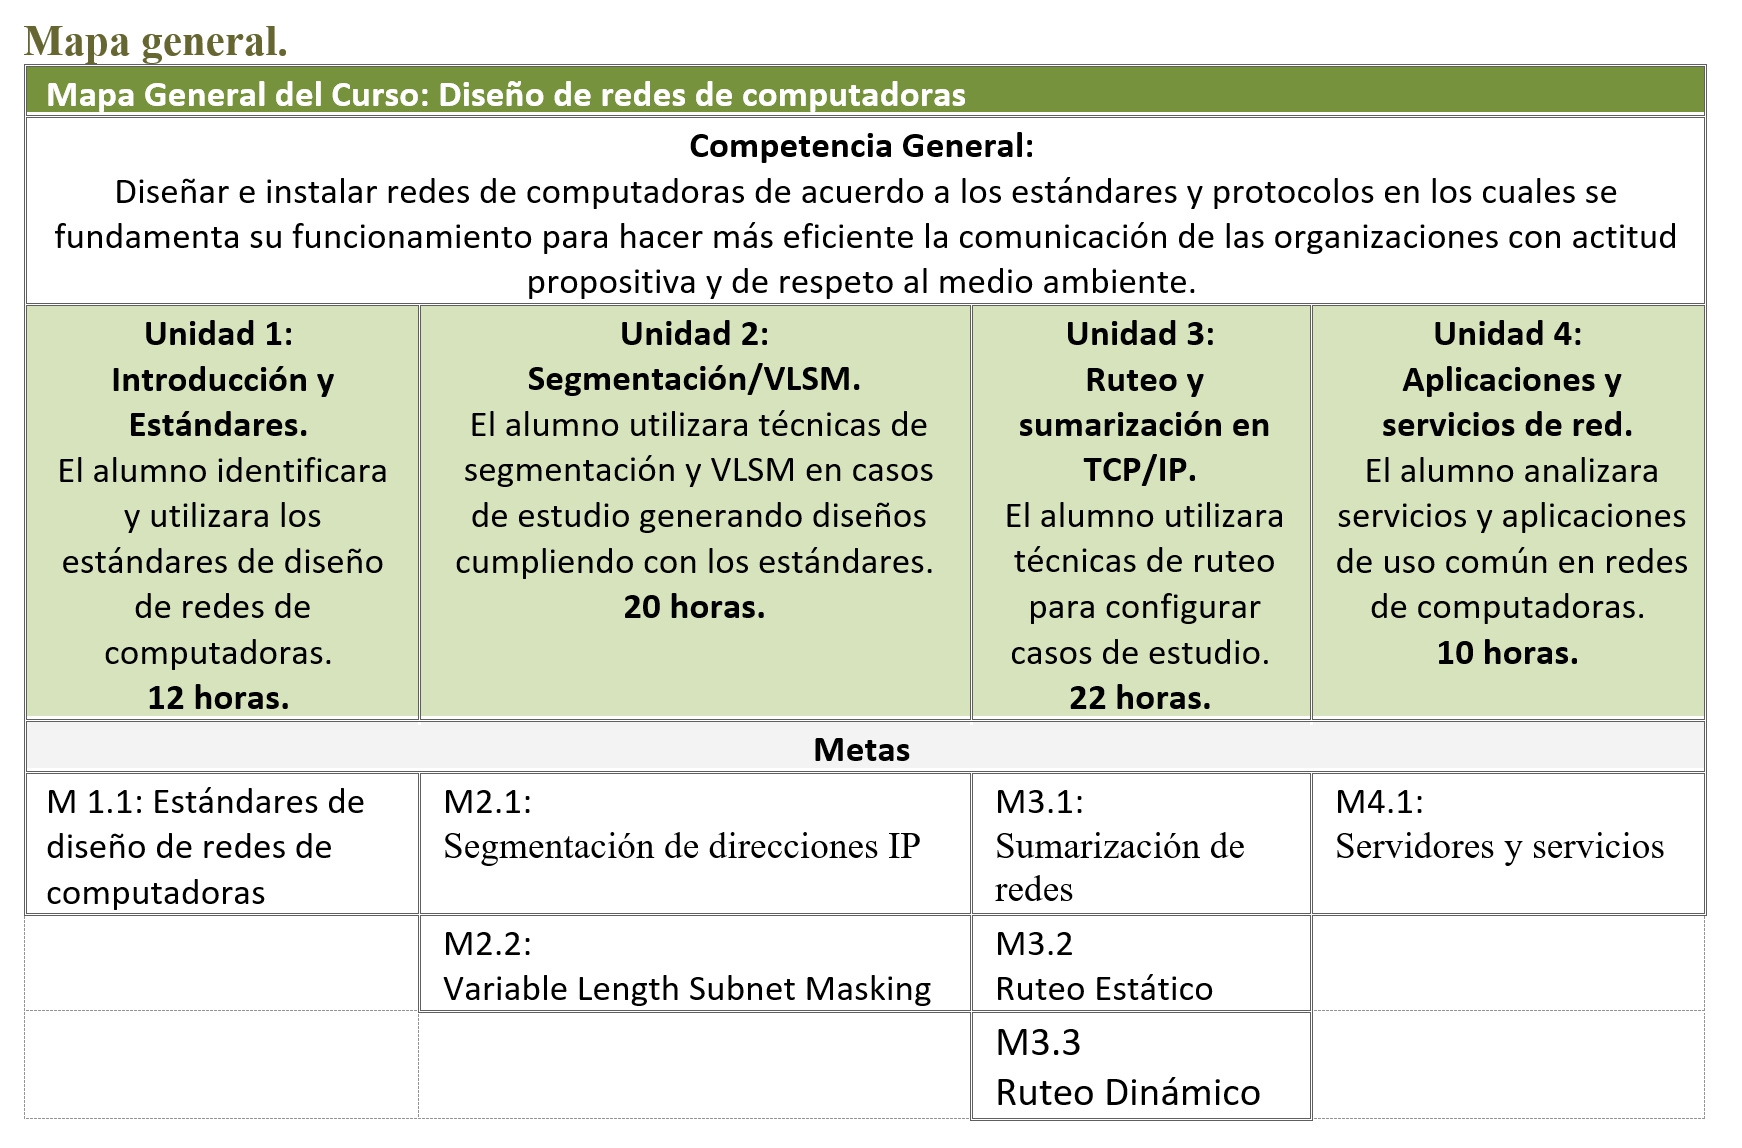 Mapa general.
Mapa General del Curso: Diseño de redes de computadoras
Competencia General:
Diseñar e instalar redes de computadoras de acuerdo a los estándares y protocolos en los cuales se
fundamenta su funcionamiento para hacer más eficiente la comunicación de las organizaciones con actitud
propositiva y de respeto al medio ambiente.
Unidad 1:
Introducción y
Estándares.
El alumno identificara
y utilizara los
estándares de diseño
de redes de
computadoras.
12 horas.
Unidad 2:
Segmentación/VLSM.
El alumno utilizara técnicas de
segmentación y VLSM en casos
de estudio generando diseños
cumpliendo con los estándares.
20 horas.
Unidad 3:
Ruteo y
sumarización en
TCP/IP.
El alumno utilizara
técnicas de ruteo
para configurar
casos de estudio.
22 horas.
Unidad 4:
Aplicaciones y
servicios de red.
El alumno analizara
servicios y aplicaciones
de uso común en redes
de computadoras.
10 horas.
Metas
M 1.1: Estándares de
diseño de redes de
computadoras
M2.1:
Segmentación de direcciones IP
M3.1:
Sumarización de
redes
M4.1:
Servidores y servicios
M2.2:
Variable Length Subnet Masking
M3.2
Ruteo Estático
M3.3
Ruteo Dinámico